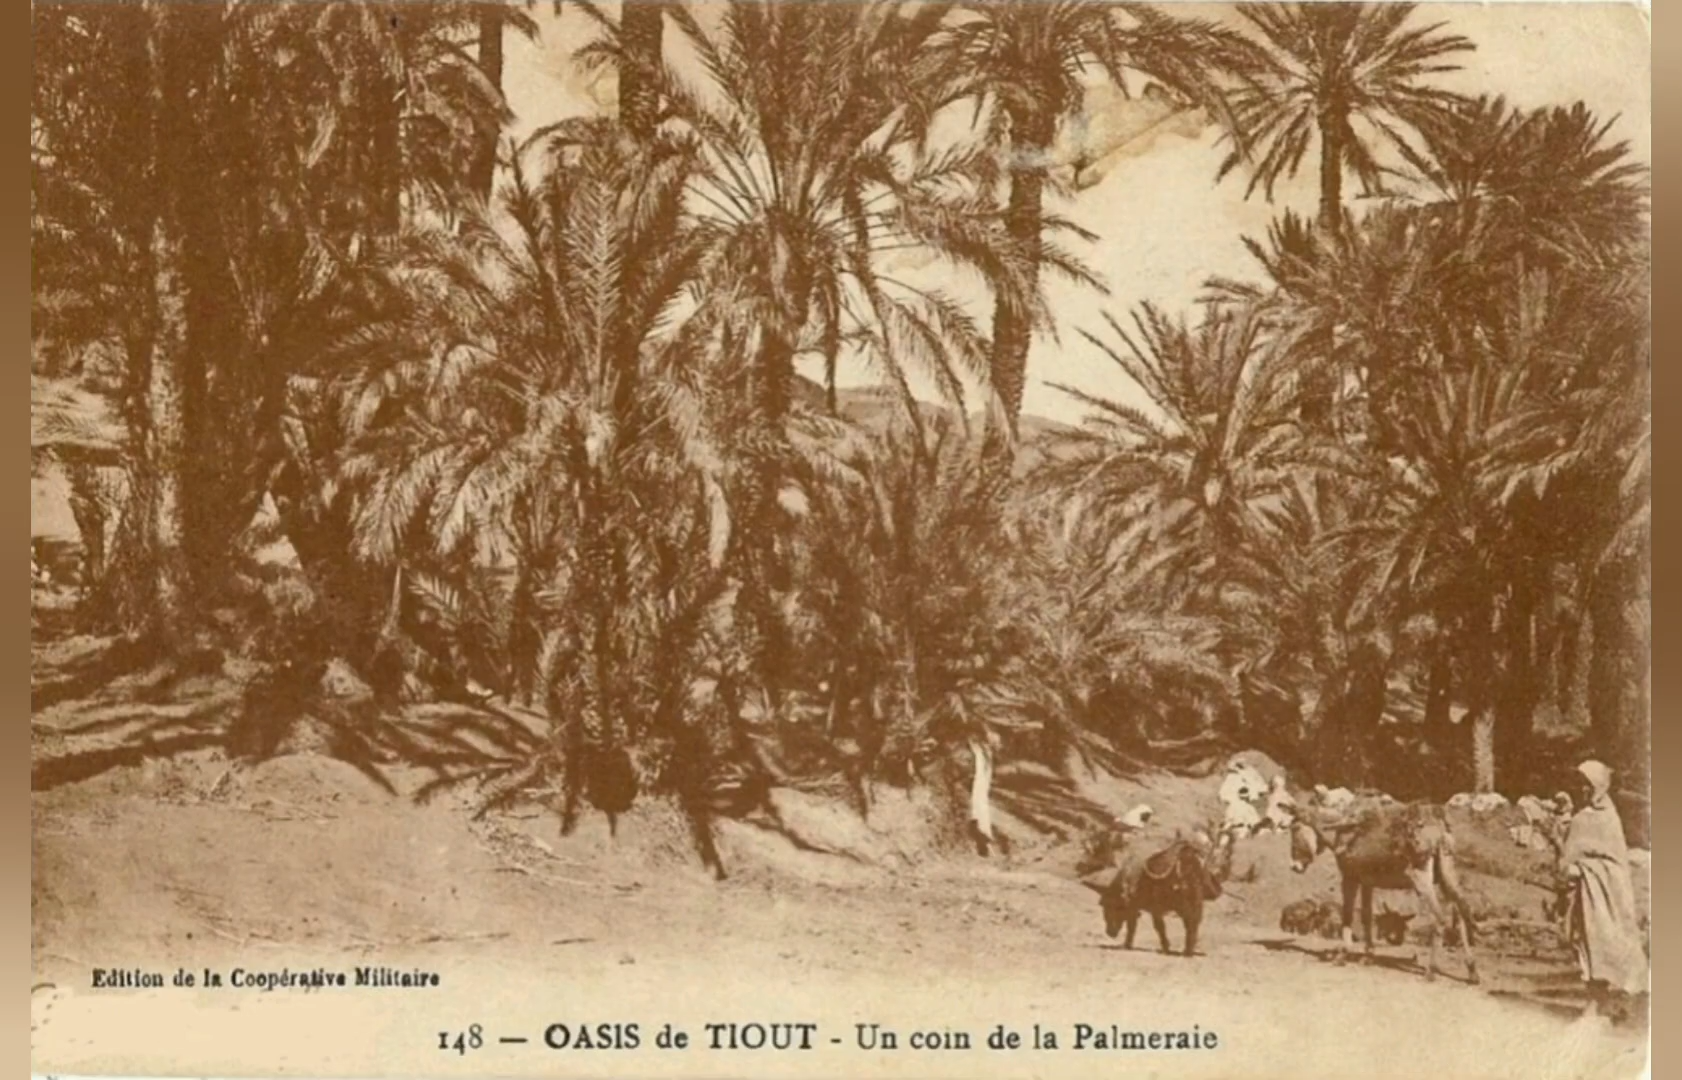 Edition de la Coopérative Militaire
148 — OASIS de TIOUT - Un coin de la Palmeraie